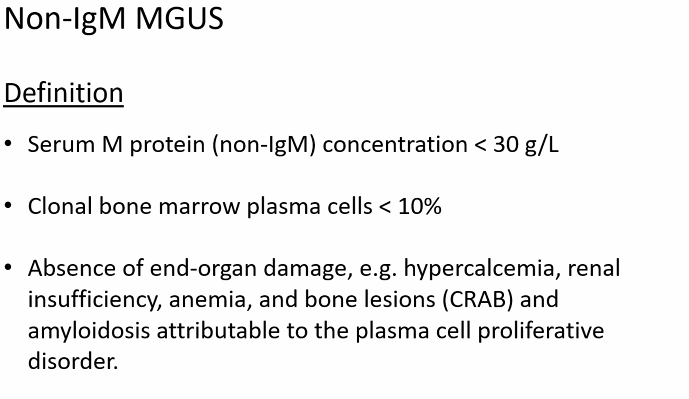 Non-IgM MGUS
Definition
• Serum M protein (non-IgM) concentration < 30 g/L
• Clonal bone marrow plasma cells < 10%
• Absence of end-organ damage, e.g. hypercalcemia, renal
insufficiency, anemia, and bone lesions (CRAB) and
amyloidosis attributable to the plasma cell proliferative
disorder.